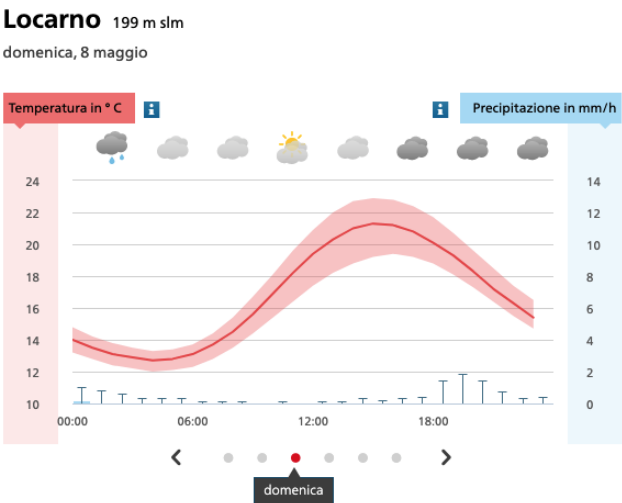 Locarno 199 m slm
domenica, 8 maggio
Temperatura in ° C i i Precipitazione in mm/h
24 14
22 12
20 10
18 8
16 6
14 4
12 2
10 0
00:00 06:00 12:00 18:00
domenica